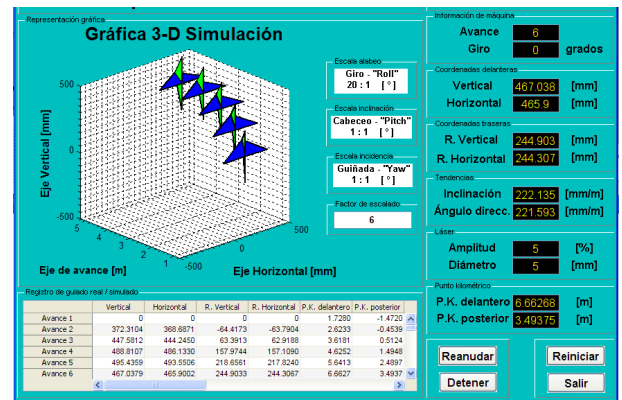 Representación gráfica
Gráfica 3-D Simulación
Eje Vertical [mm]
500
0
-500
5
4
3
2
1
-500
0
500
Eje de avance [m]
Eje Horizontal [mm]
Escala alabeo
Giro - "Roll"
20 : 1 [ ° ]
Escala inclinación
Cabeceo - "Pitch"
1 : 1 [ ° ]
Escala incidencia
Guiñada - "Yaw"
1 : 1 [ ° ]
Factor de escalado
6
Registro de guiado real / simulado
Vertical Horizontal R. Vertical R. Horizontal P.K. delantero P.K. posterior
Avance 1 0 0 0 0 1.7280 -1.4720
Avance 2 372.3104 368.6871 -64.4173 -63.7904 2.6233 -0.4539
Avance 3 447.5812 444.2450 63.3913 62.9188 3.6181 0.5124
Avance 4 488.8107 486.1330 157.9744 157.1090 4.6252 1.4948
Avance 5 495.4359 493.5506 218.6561 217.8240 5.6413 2.4897
Avance 6 467.0379 465.9002 244.9033 244.3067 6.6627 3.4937
Información de máquina
Avance 6
Giro 0 grados
Coordenadas delanteras
Vertical 467.038 [mm]
Horizontal 465.9 [mm]
Coordenadas traseras
R. Vertical 244.903 [mm]
R. Horizontal 244.307 [mm]
Tendencias
Inclinación 222.135 [mm/m]
Ángulo direcc. 221.593 [mm/m]
Láser
Amplitud 5 [%]
Diámetro 5 [mm]
Punto kilométrico
P.K. delantero 6.66268 [m]
P.K. posterior 3.49375 [m]
Reanudar
Reiniciar
Detener
Salir